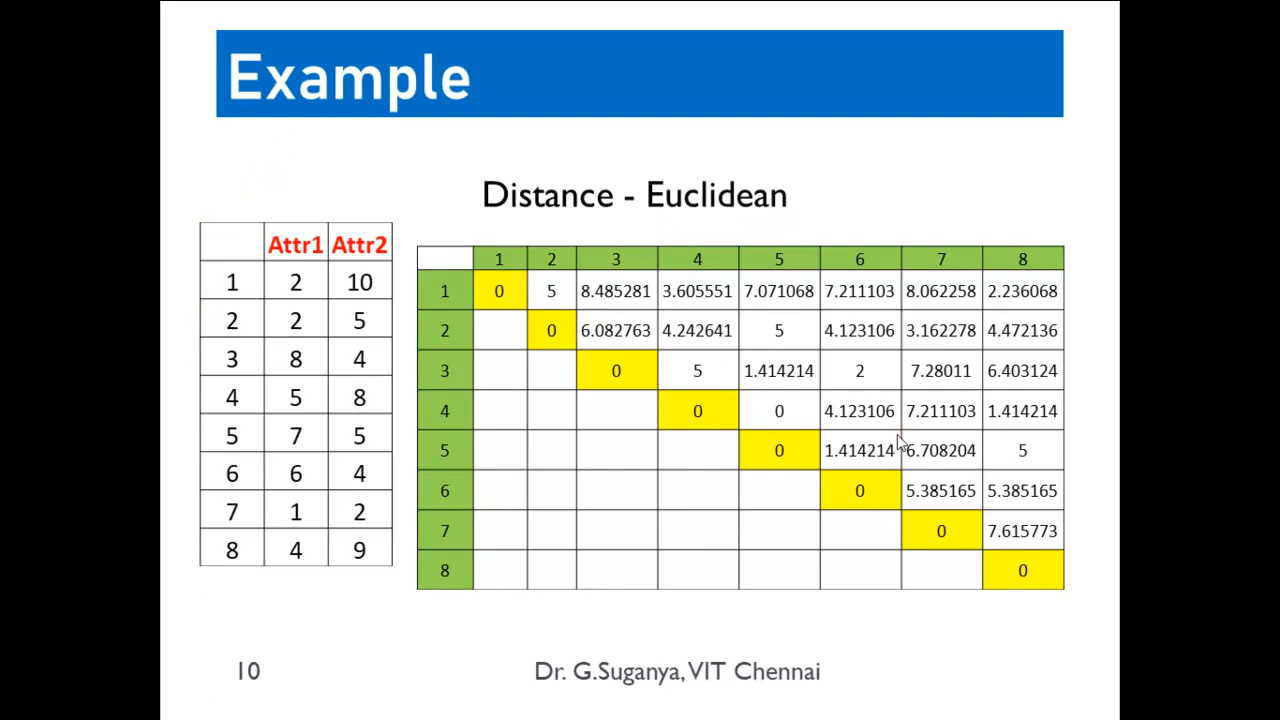 Example
Distance - Euclidean
Attr1 Attr2
1 2 10
2 2 5
3 8 4
4 5 8
5 7 5
6 6 4
7 1 2
8 4 9
1 2 3 4 5 6 7 8
1 0 5 8.485281 3.605551 7.071068 7.211103 8.062258 2.236068
2 0 6.082763 4.242641 5 4.123106 3.162278 4.472136
3 0 5 1.414214 2 7.28011 6.403124
4 0 0 4.123106 7.211103 1.414214
5 0 1.414214 6.708204 5
6 0 5.385165 5.385165
7 0 7.615773
8 0
10 Dr. G.Suganya, VIT Chennai